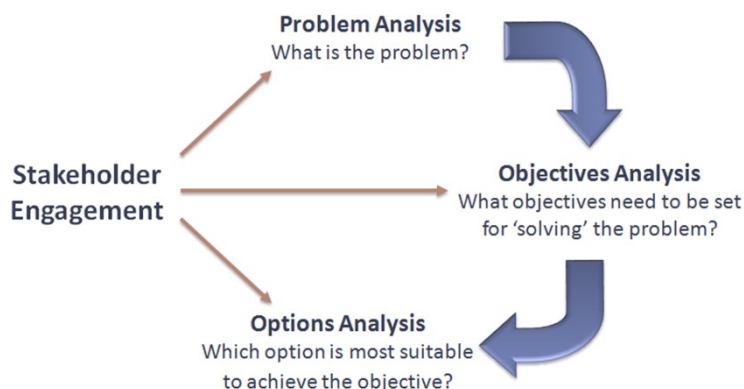 Problem Analysis
What is the problem?
Stakeholder
Engagement
Objectives Analysis
What objectives need to be set
for ‘solving’ the problem?
Options Analysis
Which option is most suitable
to achieve the objective?